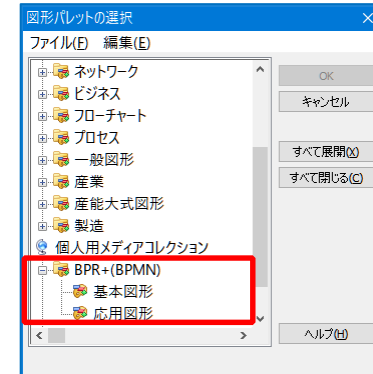 図形パレットの選択
ファイル(F) 編集(E)
ネットワーク
ビジネス
フローチャート
プロセス
一般図形
産業
産能大式図形
製造
個人用メディアコレクション
BPR+(BPMN)
基本図形
応用図形
OK
キャンセル
すべて展開(X)
すべて閉じる(C)
ヘルプ(H)